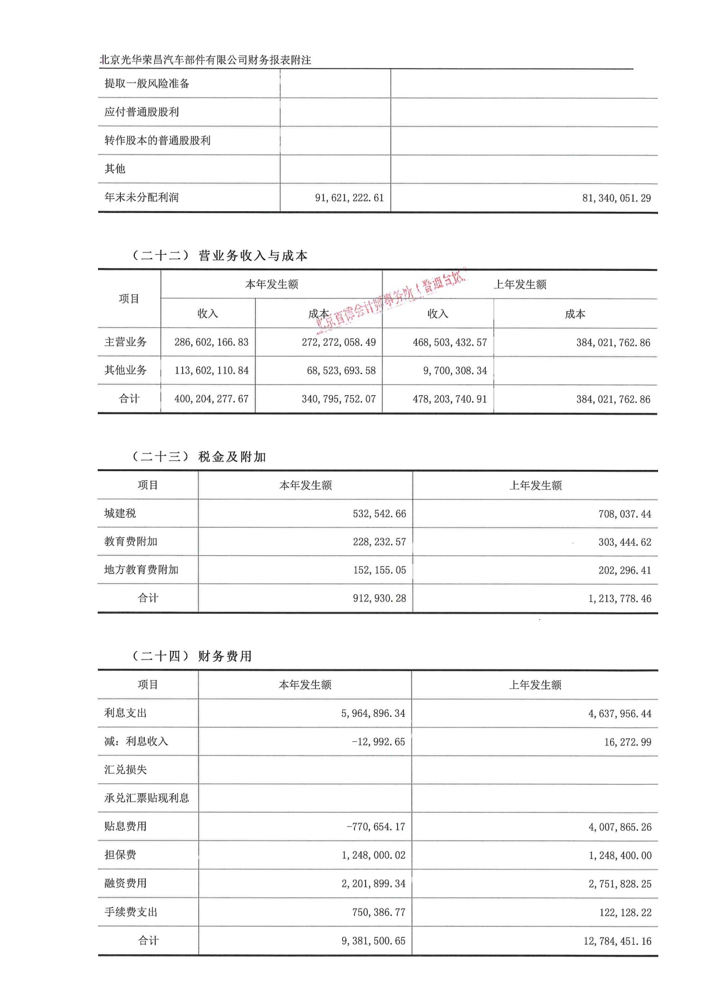 北京光华荣昌汽车部件有限公司财务报表附注
提取一般风险准备
应付普通股股利
转作股本的普通股股利
其他
年末未分配利润 91,621,222.61 81,340,051.29
（二十二） 营业务收入与成本
项目 本年发生额 上年发生额
收入 成本 收入 成本
主营业务 286,602,166.83 272,272,058.49 468,503,432.57 384,021,762.86
其他业务 113,602,110.84 68,523,693.58 9,700,308.34
合计 400,204,277.67 340,795,752.07 478,203,740.91 384,021,762.86
（二十三） 税金及附加
项目 本年发生额 上年发生额
城建税 532,542.66 708,037.44
教育费附加 228,232.57 303,444.62
地方教育费附加 152,155.05 202,296.41
合计 912,930.28 1,213,778.46
（二十四） 财务费用
项目 本年发生额 上年发生额
利息支出 5,964,896.34 4,637,956.44
减：利息收入 -12,992.65 16,272.99
汇兑损失
承兑汇票贴现利息
贴息费用 -770,654.17 4,007,865.26
担保费 1,248,000.02 1,248,400.00
融资费用 2,201,899.34 2,751,828.25
手续费支出 750,386.77 122,128.22
合计 9,381,500.65 12,784,451.16